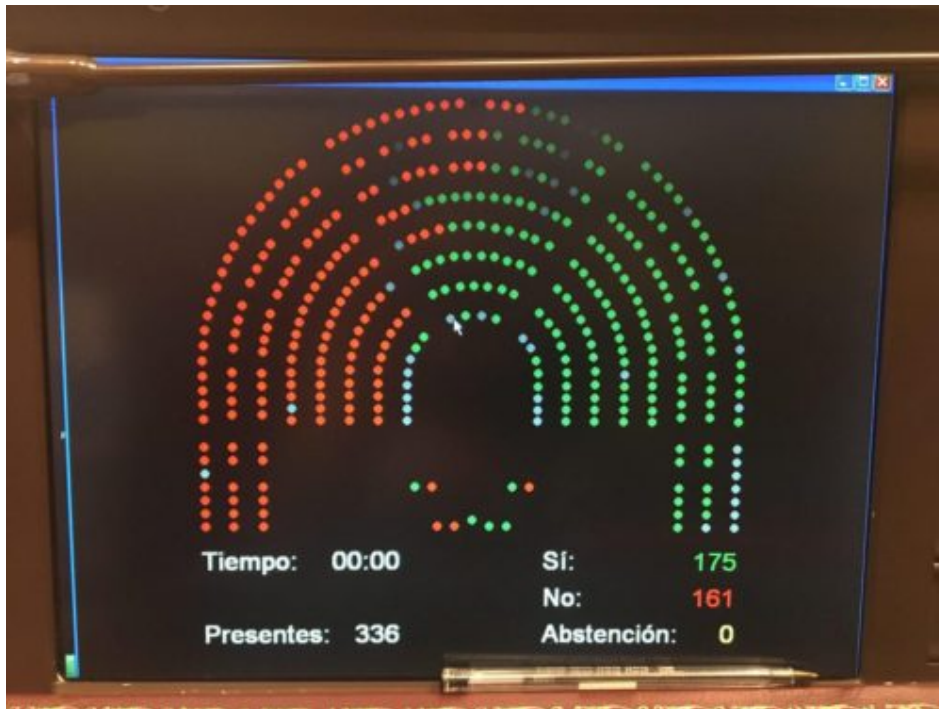 Tiempo: 00:00
Sí: 175
No: 161
Presentes: 336
Abstención: 0